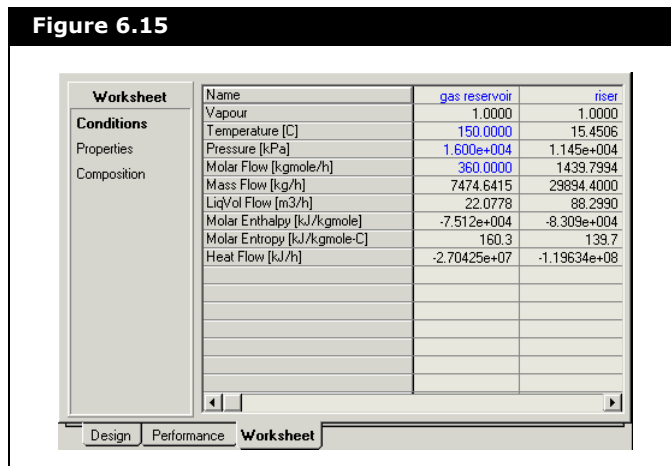 Figure 6.15
Worksheet
Conditions
Properties
Composition
Name gas reservoir riser
Vapour 1.0000 1.0000
Temperature [C] 150.0000 15.4506
Pressure [kPa] 1.600e+004 1.145e+004
Molar Flow [kgmole/h] 360.0000 1439.7994
Mass Flow [kg/h] 7474.6415 29894.4000
LiqVol Flow [m3/h] 22.0778 88.2990
Molar Enthalpy [kJ/kgmole] -7.512e+004 -8.309e+004
Molar Entropy [kJ/kgmole-C] 160.3 139.7
Heat Flow [kJ/h] -2.70425e+07 -1.19634e+08
Design Performance Worksheet